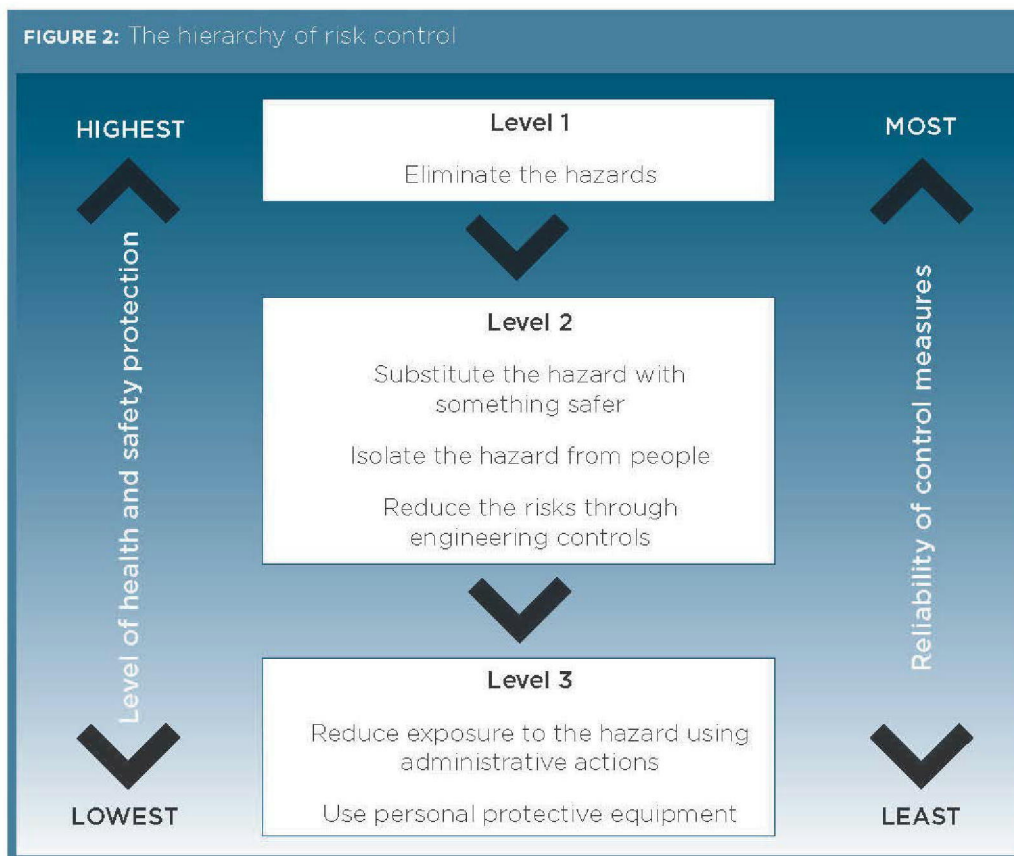 FIGURE 2: The hierarchy of risk control
HIGHEST
Level of health and safety protection
LOWEST
Level 1
Eliminate the hazards
Level 2
Substitute the hazard with
something safer
Isolate the hazard from people
Reduce the risks through
engineering controls
Level 3
Reduce exposure to the hazard using
administrative actions
Use personal protective equipment
MOST
Reliability of control measures
LEAST